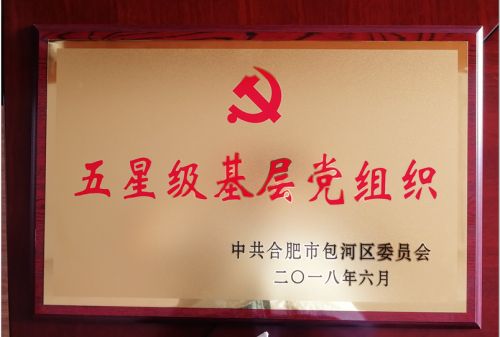 五星级基层党组织
中共合肥市包河区委员会
二〇一八年六月